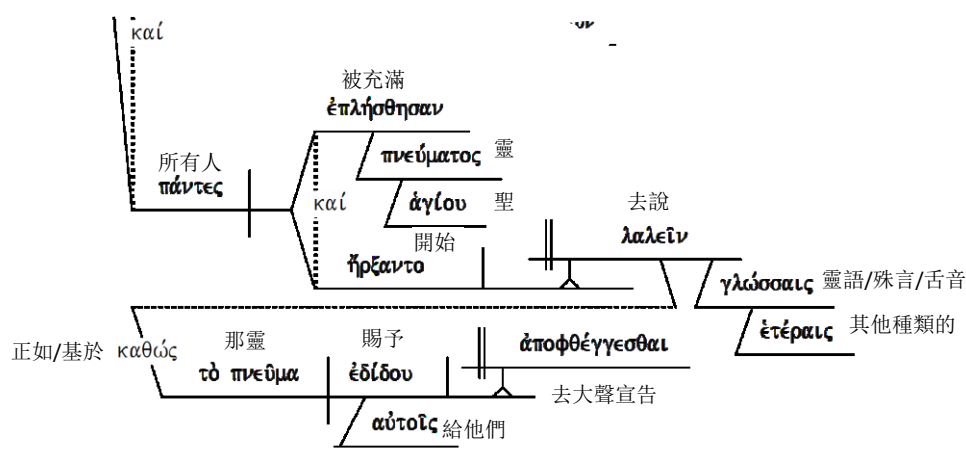 καί
被充滿
ἐπλήσθησαν
πνεύματος 靈
所有人
πάντες
καί
ἁγίου 聖
開始
ἤρξαντο
去說
λαλεῖν
γλώσσαις 靈語/殊言/舌音
ἑτέραις 其他種類的
正如/基於 καθώς
那靈
τὸ πνεῦμα
賜予
ἐδίδου
ἀποφθέγγεσθαι
去大聲宣告
αὐτοῖς 給他們